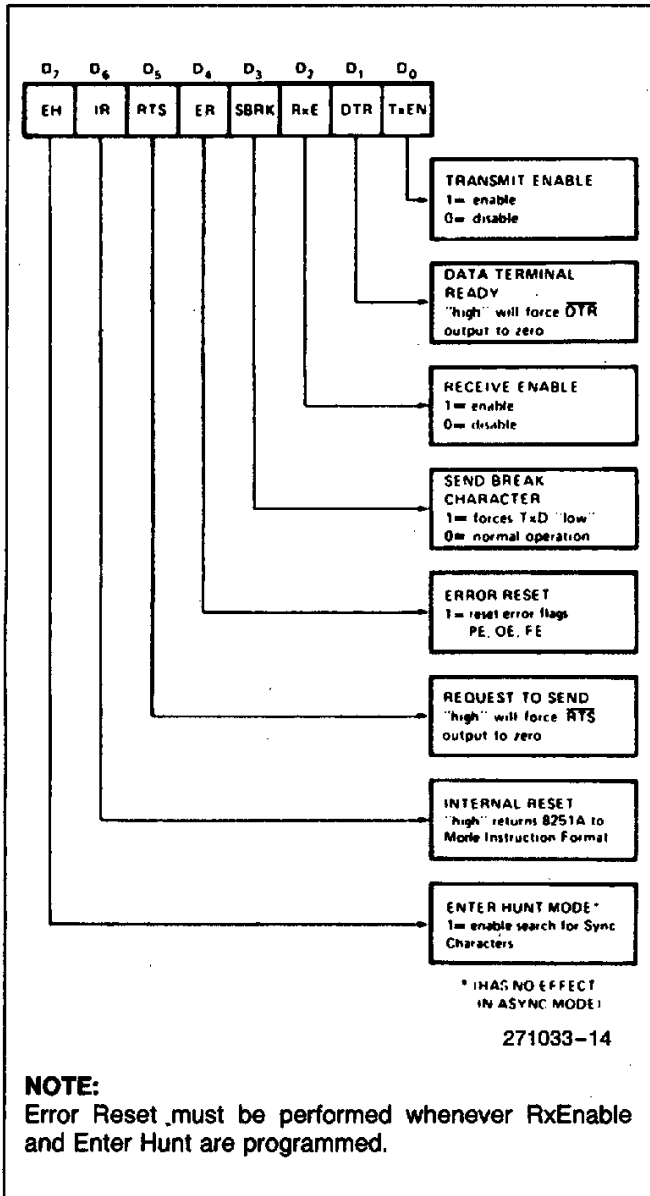 D7 D6 D5 D4 D3 D2 D1 D0
EH IR RTS ER SBRK RxE DTR TxEN
TRANSMIT ENABLE
1= enable
0= disable
DATA TERMINAL
READY
"high" will force DTR
output to zero
RECEIVE ENABLE
1= enable
0= disable
SEND BREAK
CHARACTER
1= forces TxD "low"
0= normal operation
ERROR RESET
1= reset error flags
PE, OE, FE
REQUEST TO SEND
"high" will force RTS
output to zero
INTERNAL RESET
"high" returns 8251A to
Mode Instruction Format
ENTER HUNT MODE*
1= enable search for Sync
Characters
* (HAS NO EFFECT
IN ASYNC MODE)
271033-14
NOTE:
Error Reset must be performed whenever RxEnable
and Enter Hunt are programmed.